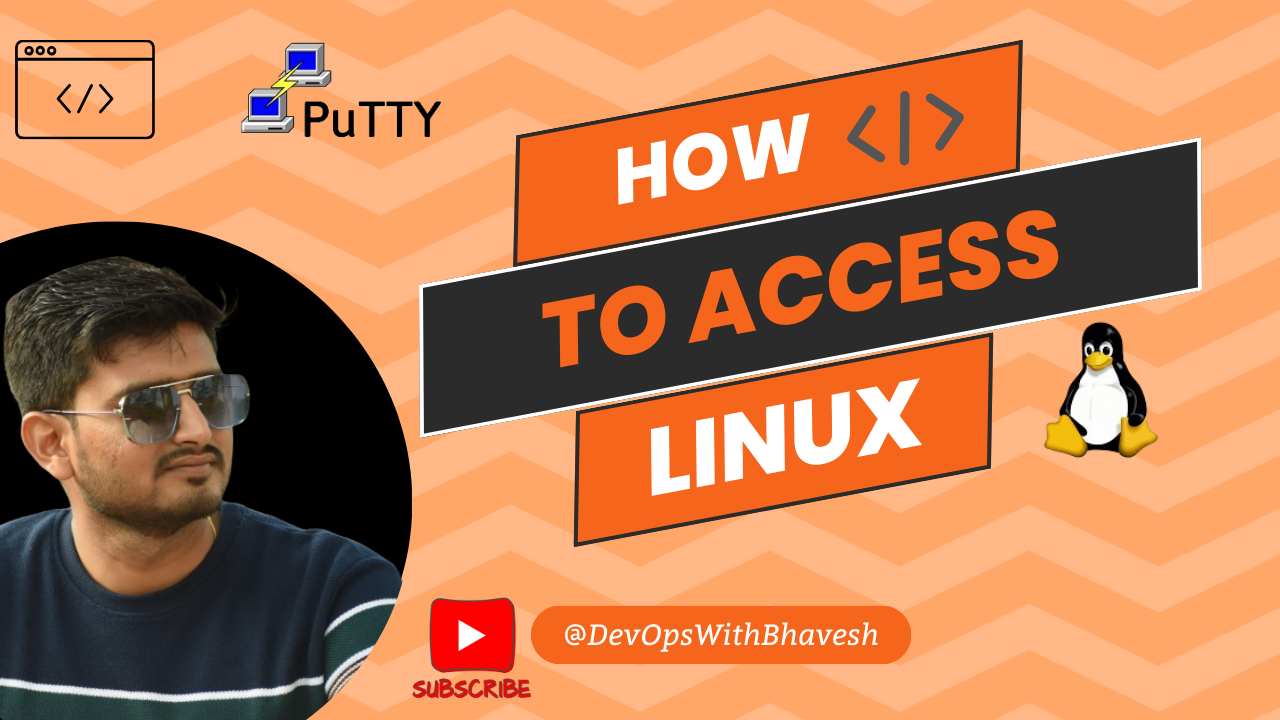 </>
PuTTY
HOW <|>
TO ACCESS
LINUX
@DevOpsWithBhavesh
SUBSCRIBE